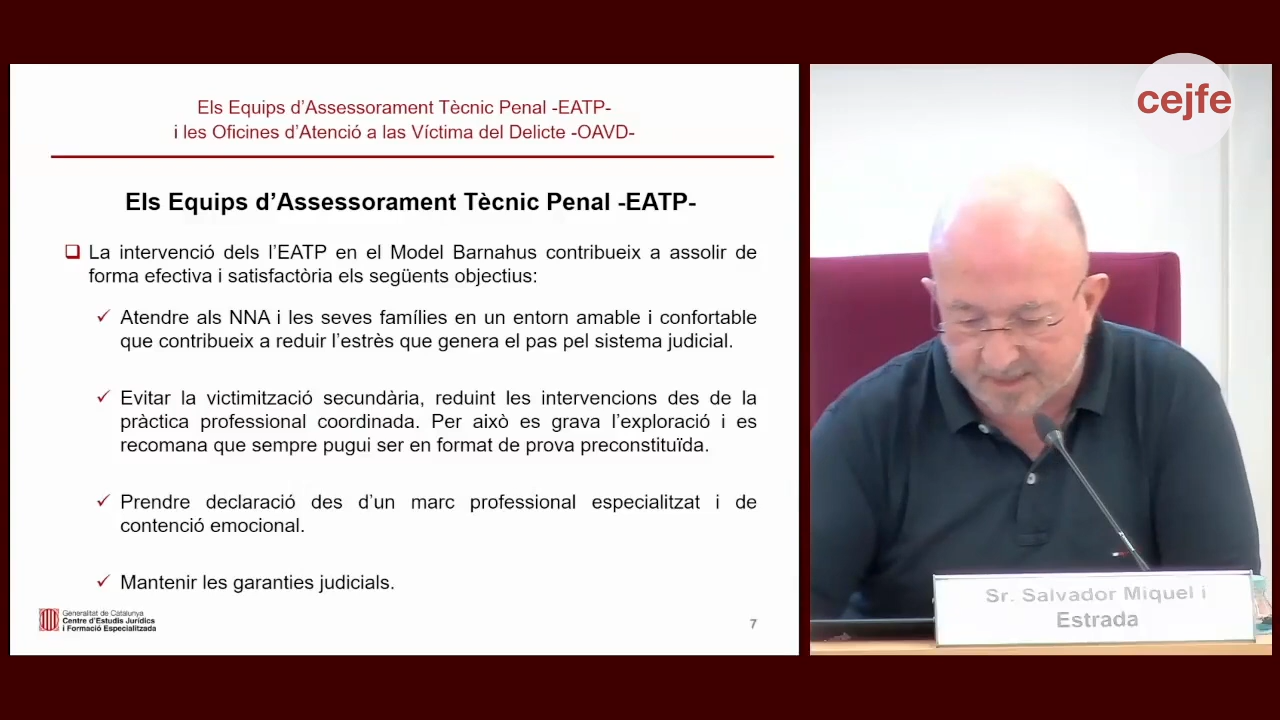 Els Equips d'Assessorament Tècnic Penal -EATP-
i les Oficines d'Atenció a las Víctima del Delicte -OAVD-
Els Equips d'Assessorament Tècnic Penal -EATP-
La intervenció dels l'EATP en el Model Barnahus contribueix a assolir de
forma efectiva i satisfactòria els següents objectius:
Atendre als NNA i les seves famílies en un entorn amable i confortable
que contribueix a reduir l'estrès que genera el pas pel sistema judicial.
Evitar la victimització secundària, reduint les intervencions des de la
pràctica professional coordinada. Per això es grava l'exploració i es
recomana que sempre pugui ser en format de prova preconstituïda.
Prendre declaració des d'un marc professional especialitzat i de
contenció emocional.
Mantenir les garanties judicials.
Generalitat de Catalunya
Centre d'Estudis Jurídics
i Formació Especialitzada
7
cejfe
Sr. Salvador Miquel i
Estrada